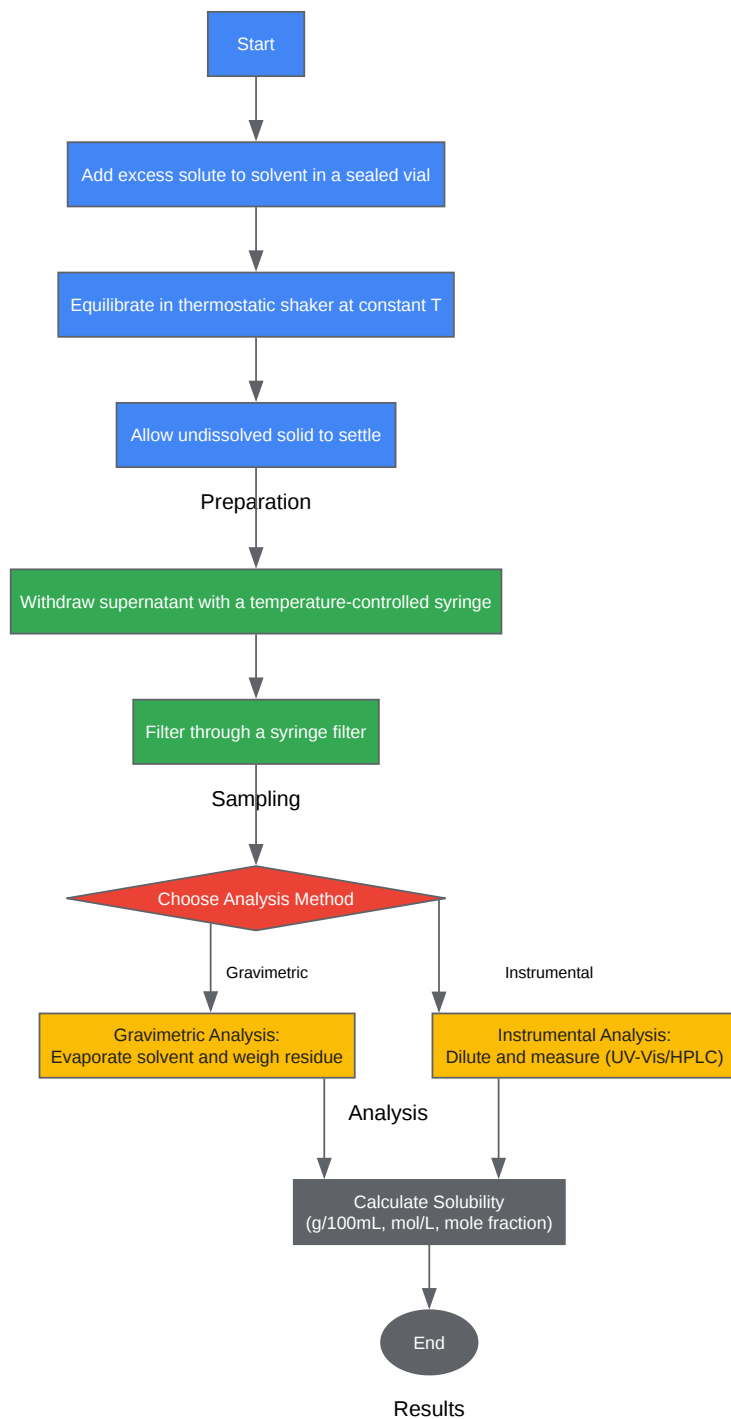 Start
Add excess solute to solvent in a sealed vial
Equilibrate in thermostatic shaker at constant T
Allow undissolved solid to settle
Preparation
Withdraw supernatant with a temperature-controlled syringe
Filter through a syringe filter
Sampling
Choose Analysis Method
Gravimetric
Instrumental
Gravimetric Analysis:
Evaporate solvent and weigh residue
Instrumental Analysis:
Dilute and measure (UV-Vis/HPLC)
Analysis
Calculate Solubility
(g/100mL, mol/L, mole fraction)
End
Results